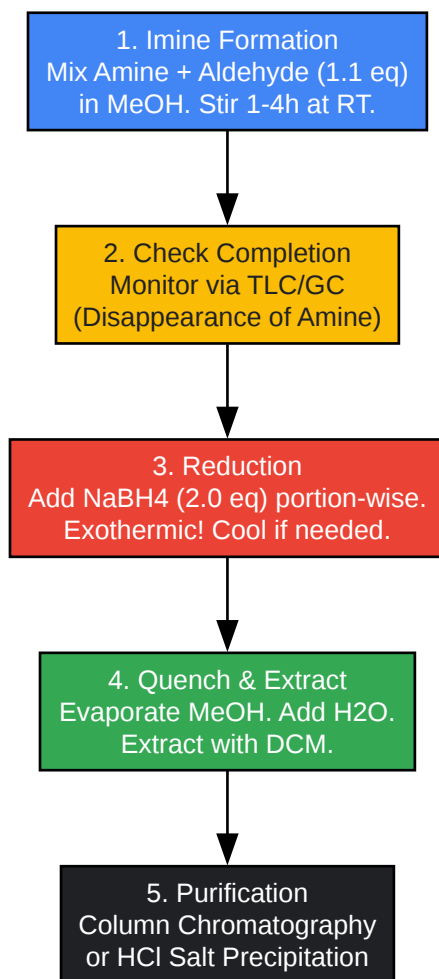 1. Imine Formation
Mix Amine + Aldehyde (1.1 eq)
in MeOH. Stir 1-4h at RT.
2. Check Completion
Monitor via TLC/GC
(Disappearance of Amine)
3. Reduction
Add NaBH4 (2.0 eq) portion-wise.
Exothermic! Cool if needed.
4. Quench & Extract
Evaporate MeOH. Add H2O.
Extract with DCM.
5. Purification
Column Chromatography
or HCl Salt Precipitation